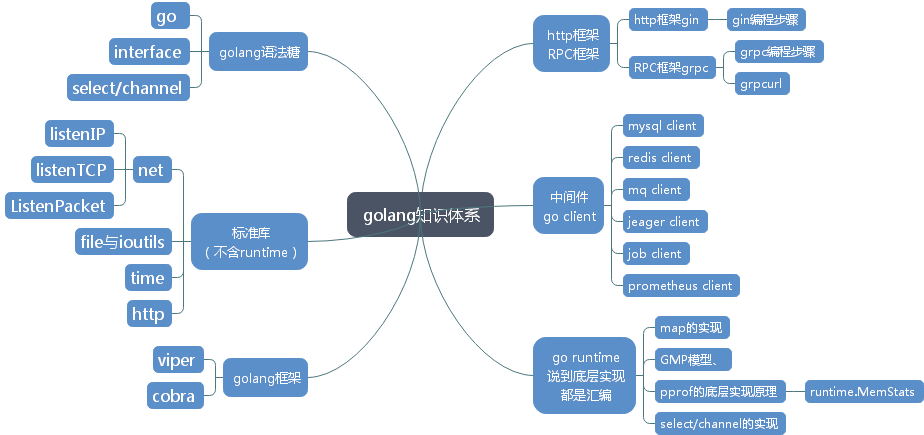 golang知识体系
golang语法糖
go
interface
select/channel
标准库
（不含runtime）
net
listenIP
listenTCP
ListenPacket
file与ioutils
time
http
golang框架
viper
cobra
http框架
RPC框架
http框架gin
gin编程步骤
RPC框架grpc
grpc编程步骤
grpcurl
中间件
go client
mysql client
redis client
mq client
jeager client
job client
prometheus client
go runtime
说到底层实现
都是汇编
map的实现
GMP模型、
pprof的底层实现原理
runtime.MemStats
select/channel的实现